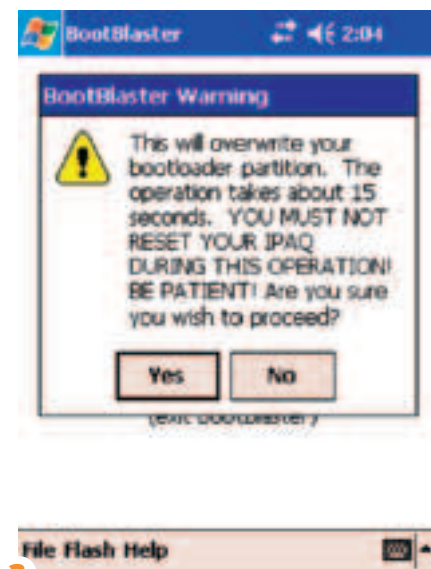 BootBlaster 2:04
BootBlaster Warning
This will overwrite your
bootloader partition. The
operation takes about 15
seconds. YOU MUST NOT
RESET YOUR IPAQ
DURING THIS OPERATION!
BE PATIENT! Are you sure
you wish to proceed?
Yes No
(exit BootBlaster)
File Flash Help